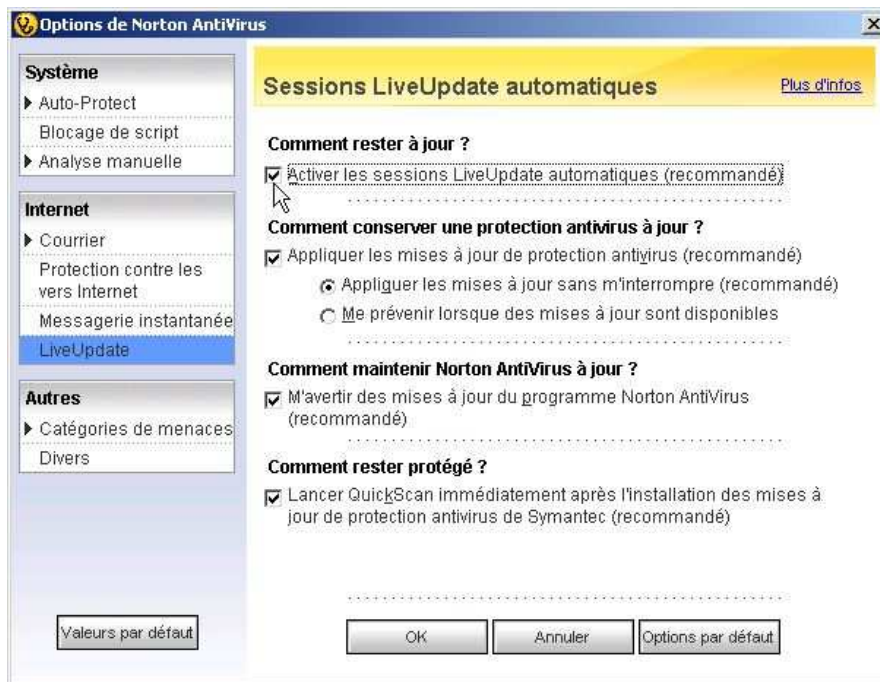 Options de Norton AntiVirus
Système
Auto-Protect
Blocage de script
Analyse manuelle
Internet
Courrier
Protection contre les
vers Internet
Messagerie instantanée
LiveUpdate
Autres
Catégories de menaces
Divers
Valeurs par défaut
Sessions LiveUpdate automatiques
Plus d'infos
Comment rester à jour ?
Activer les sessions LiveUpdate automatiques (recommandé)
Comment conserver une protection antivirus à jour ?
Appliquer les mises à jour de protection antivirus (recommandé)
Appliquer les mises à jour sans m'interrompre (recommandé)
Me prévenir lorsque des mises à jour sont disponibles
Comment maintenir Norton AntiVirus à jour ?
M'avertir des mises à jour du programme Norton AntiVirus
(recommandé)
Comment rester protégé ?
Lancer QuickScan immédiatement après l'installation des mises à
jour de protection antivirus de Symantec (recommandé)
OK
Annuler
Options par défaut